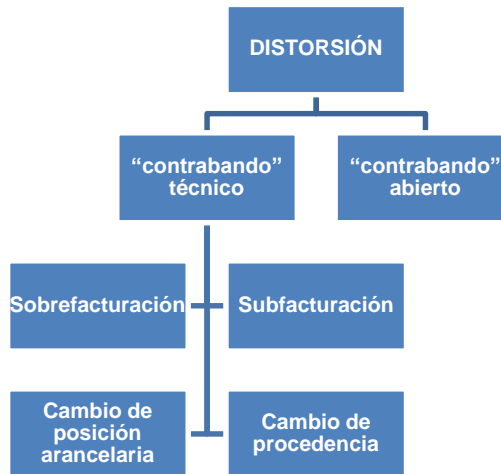 DISTORSIÓN
“contrabando”
técnico
“contrabando”
abierto
Sobrefacturación
Subfacturación
Cambio de
posición
arancelaria
Cambio de
procedencia